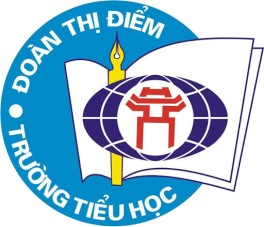 ĐOÀN THỊ ĐIỂM
TRƯỜNG TIỂU HỌC